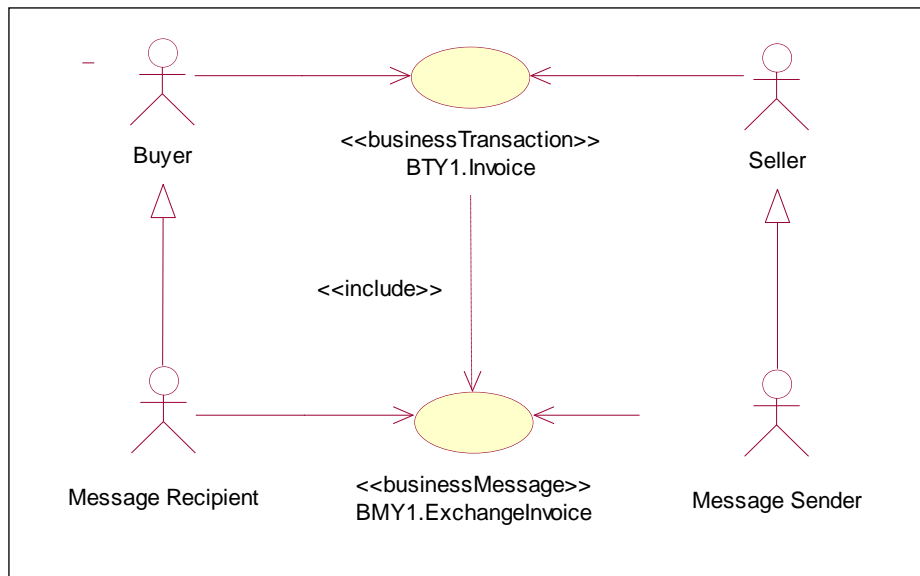 Buyer
<<businessTransaction>>
BTY1.Invoice
Seller
<<include>>
Message Recipient
<<businessMessage>>
BMY1.ExchangeInvoice
Message Sender